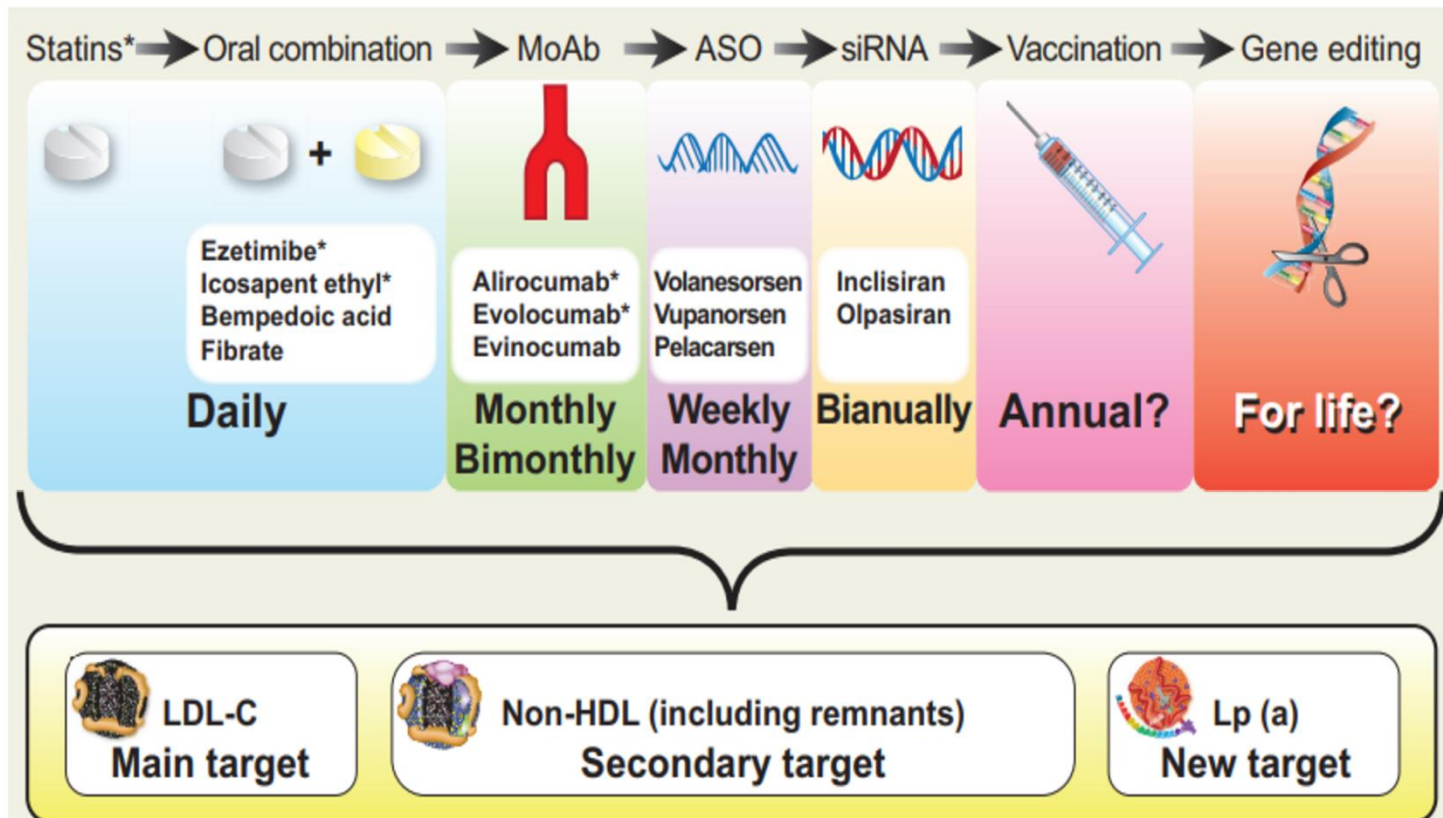 Statins* Oral combination MoAb ASO siRNA Vaccination Gene editing
+
Ezetimibe*
Icosapent ethyl*
Bempedoic acid
Fibrate
Daily
Alirocumab*
Evolocumab*
Evinocumab
Monthly
Bimonthly
Volanesorsen
Vupanorsen
Pelacarsen
Weekly
Monthly
Inclisiran
Olpasiran
Bianually
Annual?
For life?
LDL-C
Main target
Non-HDL (including remnants)
Secondary target
Lp (a)
New target